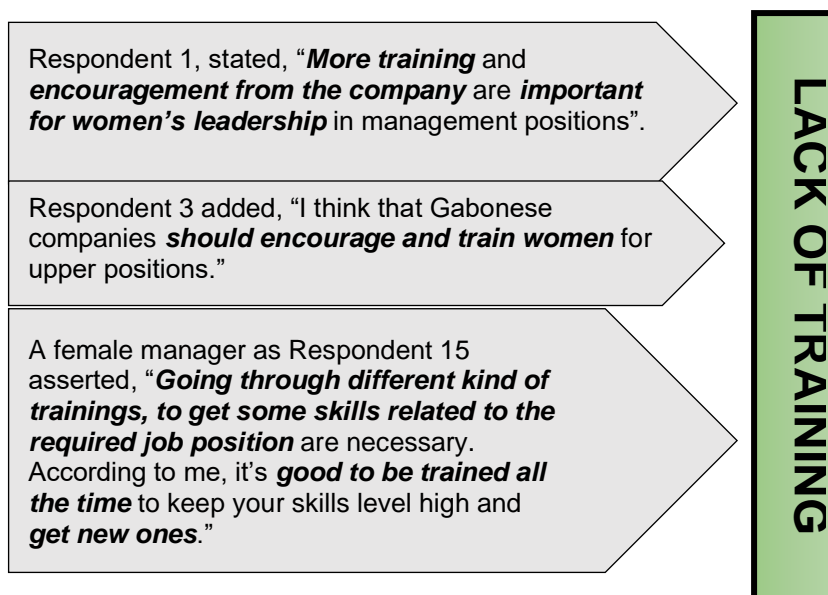 Respondent 1, stated, “More training and
encouragement from the company are important
for women’s leadership in management positions”.
Respondent 3 added, “I think that Gabonese
companies should encourage and train women for
upper positions.”
A female manager as Respondent 15
asserted, “Going through different kind of
trainings, to get some skills related to the
required job position are necessary.
According to me, it’s good to be trained all
the time to keep your skills level high and
get new ones.”
LACK OF TRAINING